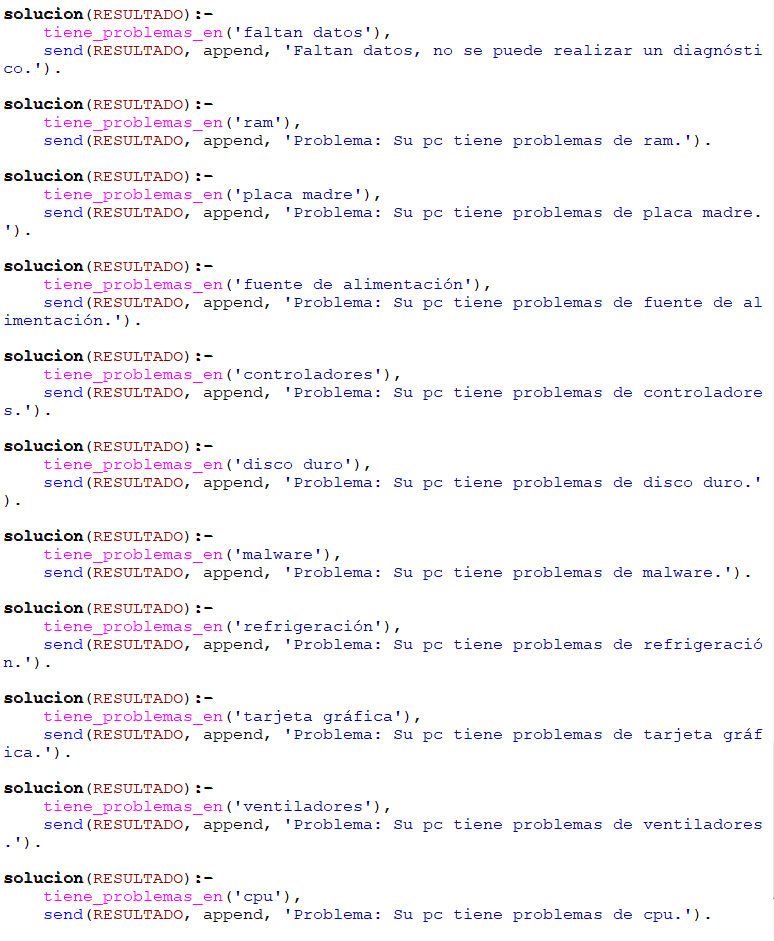 solucion(RESULTADO):-
    tiene_problemas_en('faltan datos'),
    send(RESULTADO, append, 'Faltan datos, no se puede realizar un diagnósti
co.').

solucion(RESULTADO):-
    tiene_problemas_en('ram'),
    send(RESULTADO, append, 'Problema: Su pc tiene problemas de ram.').

solucion(RESULTADO):-
    tiene_problemas_en('placa madre'),
    send(RESULTADO, append, 'Problema: Su pc tiene problemas de placa madre.
').

solucion(RESULTADO):-
    tiene_problemas_en('fuente de alimentación'),
    send(RESULTADO, append, 'Problema: Su pc tiene problemas de fuente de al
imentación.').

solucion(RESULTADO):-
    tiene_problemas_en('controladores'),
    send(RESULTADO, append, 'Problema: Su pc tiene problemas de controladore
s.').

solucion(RESULTADO):-
    tiene_problemas_en('disco duro'),
    send(RESULTADO, append, 'Problema: Su pc tiene problemas de disco duro.'
).

solucion(RESULTADO):-
    tiene_problemas_en('malware'),
    send(RESULTADO, append, 'Problema: Su pc tiene problemas de malware.').

solucion(RESULTADO):-
    tiene_problemas_en('refrigeración'),
    send(RESULTADO, append, 'Problema: Su pc tiene problemas de refrigeració
n.').

solucion(RESULTADO):-
    tiene_problemas_en('tarjeta gráfica'),
    send(RESULTADO, append, 'Problema: Su pc tiene problemas de tarjeta gráf
ica.').

solucion(RESULTADO):-
    tiene_problemas_en('ventiladores'),
    send(RESULTADO, append, 'Problema: Su pc tiene problemas de ventiladores
.').

solucion(RESULTADO):-
    tiene_problemas_en('cpu'),
    send(RESULTADO, append, 'Problema: Su pc tiene problemas de cpu.').